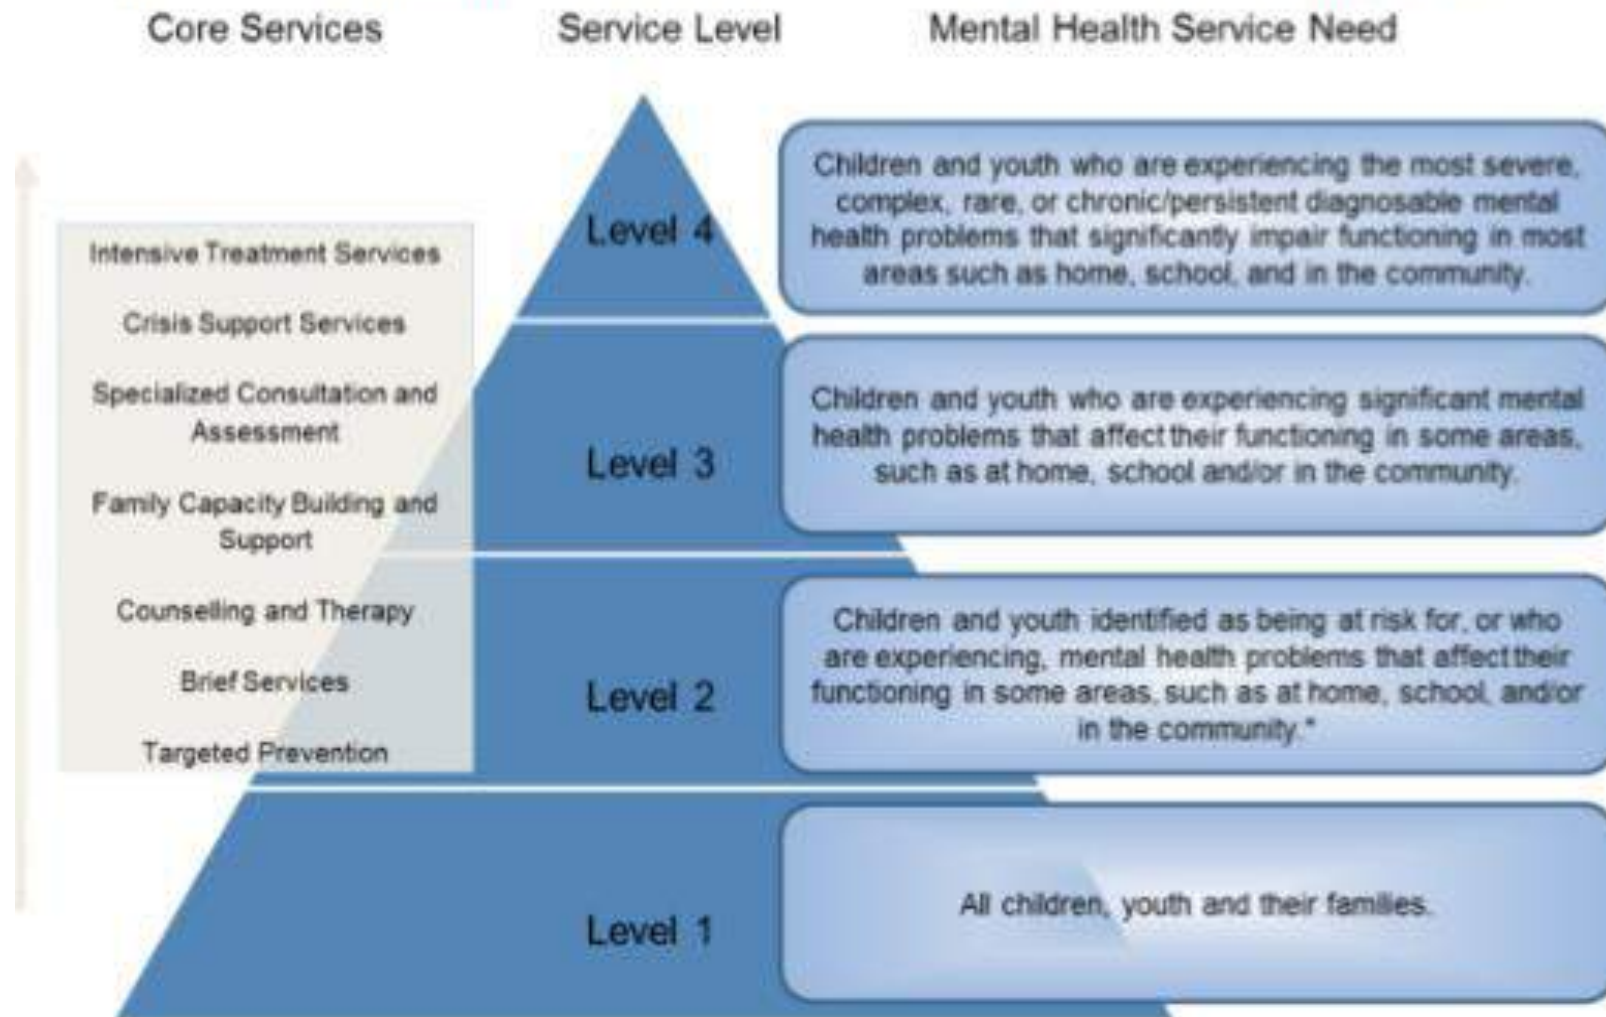 Core Services
Service Level
Mental Health Service Need
Intensive Treatment Services
Crisis Support Services
Specialized Consultation and
Assessment
Family Capacity Building and
Support
Counselling and Therapy
Brief Services
Targeted Prevention
Level 4
Level 3
Level 2
Level 1
Children and youth who are experiencing the most severe,
complex, rare, or chronic/persistent diagnosable mental
health problems that significantly impair functioning in most
areas such as home, school, and in the community.
Children and youth who are experiencing significant mental
health problems that affect their functioning in some areas,
such as at home, school and/or in the community.
Children and youth identified as being at risk for, or who
are experiencing, mental health problems that affect their
functioning in some areas, such as at home, school, and/or
in the community.*
All children, youth and their families.